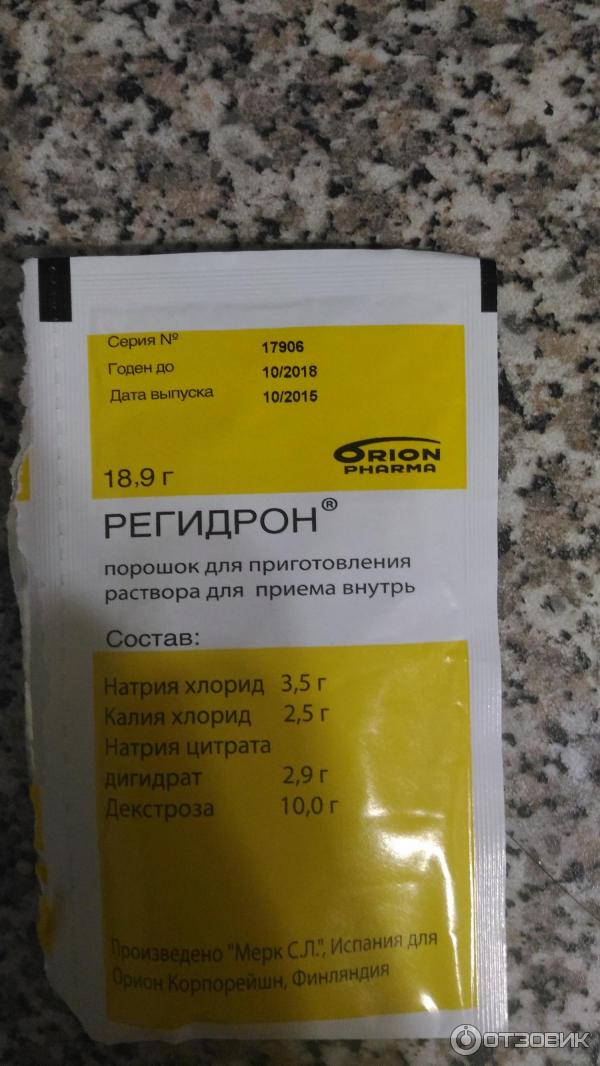 Серия № 17906
Годен до 10/2018
Дата выпуска 10/2015
ORION
PHARMA
18,9 г
РЕГИДРОН®
порошок для приготовления
раствора для приема внутрь
Состав:
Натрия хлорид 3,5 г
Калия хлорид 2,5 г
Натрия цитрата
дигидрат 2,9 г
Декстроза 10,0 г
Произведено "Мерк С.Л.", Испания для
Орион Корпорейшн, Финляндия
ОТЗОВИК